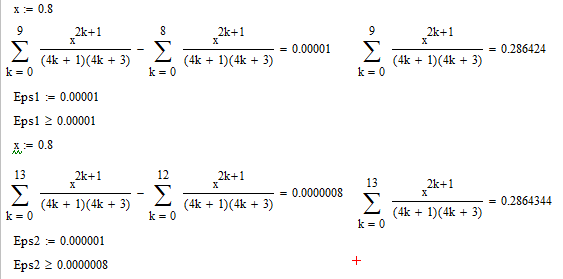 x := 0.8
9 ∑ k = 0 x^(2k+1) / (4k + 1)(4k + 3) − 8 ∑ k = 0 x^(2k+1) / (4k + 1)(4k + 3) = 0.00001 9 ∑ k = 0 x^(2k+1) / (4k + 1)(4k + 3) = 0.286424
Eps1 := 0.00001
Eps1 ≥ 0.00001
x := 0.8
13 ∑ k = 0 x^(2k+1) / (4k + 1)(4k + 3) − 12 ∑ k = 0 x^(2k+1) / (4k + 1)(4k + 3) = 0.0000008 13 ∑ k = 0 x^(2k+1) / (4k + 1)(4k + 3) = 0.2864344
Eps2 := 0.000001
Eps2 ≥ 0.0000008